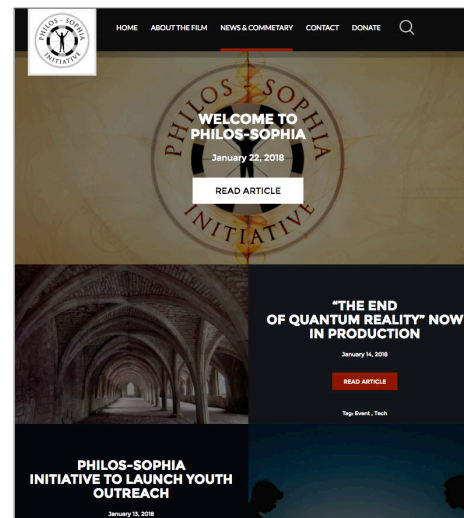 PHILOS - SOPHIA
INITIATIVE
HOME ABOUT THE FILM NEWS & COMMETARY CONTACT DONATE
PHILOS - SOPHIA
INITIATIVE
WELCOME TO
PHILOS-SOPHIA
January 22, 2018
READ ARTICLE
“THE END
OF QUANTUM REALITY” NOW
IN PRODUCTION
January 14, 2018
READ ARTICLE
Tag: Event , Tech
PHILOS-SOPHIA
INITIATIVE TO LAUNCH YOUTH
OUTREACH
January 13, 2018